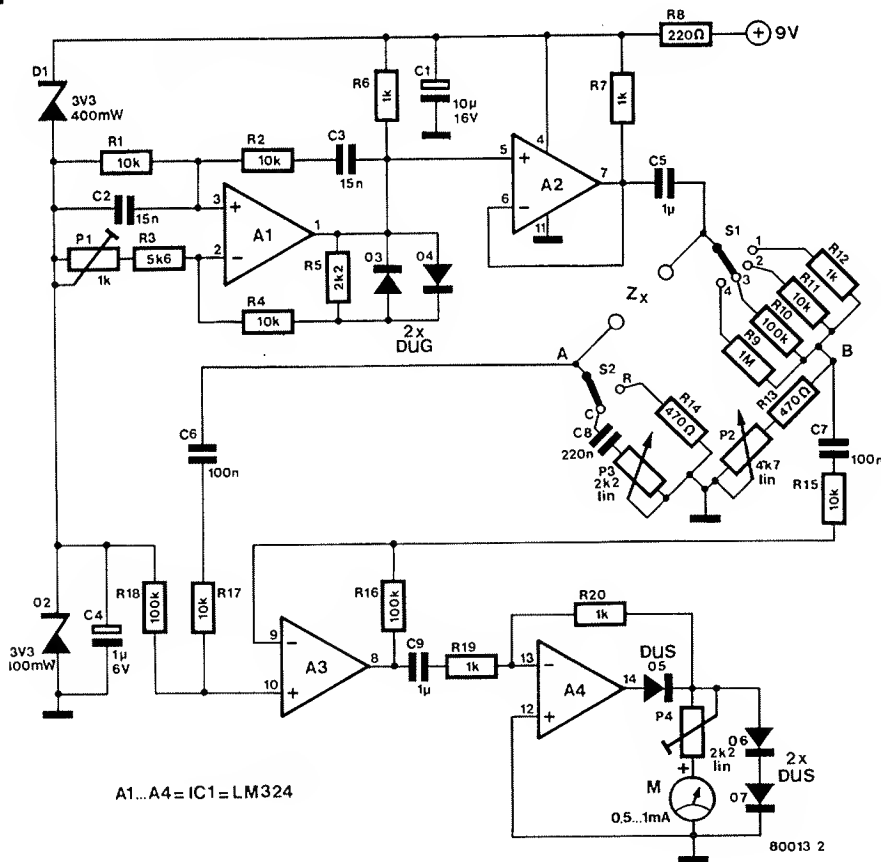 R8
220Ω
9V
D1
3V3
400mW
R6
1k
C1
10µ
16V
R7
1k
R1
10k
R2
10k
C3
15n
C2
15n
3
+
A1
1
2
−
P1
1k
R3
5k6
R4
10k
R5
2k2
D3
D4
2x
DUG
5
+
4
A2
7
6
−
11
C5
1µ
S1
1
2
3
4
R12
1k
R11
10k
R10
100k
R9
1M
Zx
B
A
S2
R
C
R14
470Ω
R13
470Ω
C8
220n
P3
2k2
lin
P2
4k7
lin
C7
100n
R15
10k
C6
100n
D2
3V3
400mW
C4
1µ
6V
R18
100k
R17
10k
R16
100k
9
−
A3
8
10
+
C9
1µ
R19
1k
R20
1k
13
−
A4
14
12
+
DUS
D5
P4
2k2
lin
+
M
0,5...1mA
D6
2x
DUS
D7
A1...A4 = IC1 = LM324
80013 2